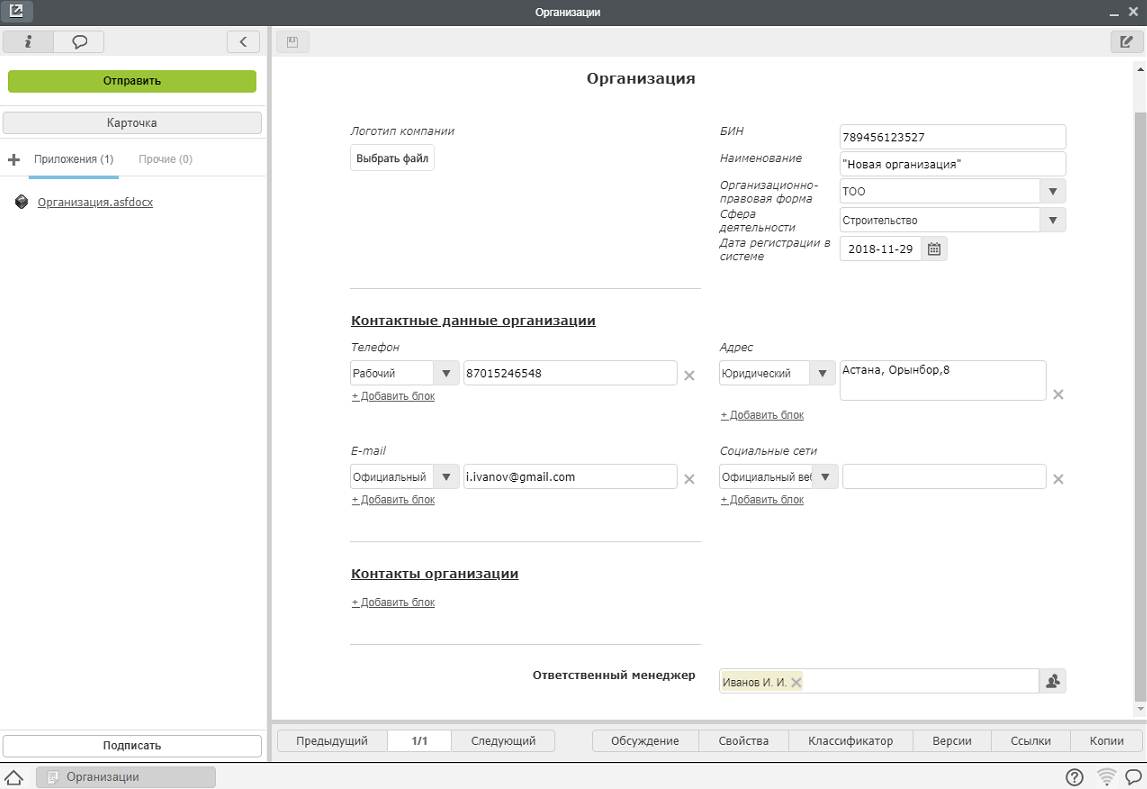 Организации
Отправить
Карточка
Приложения (1) Прочие (0)
Организация.asfdocx
Подписать
Организация
Логотип компании
Выбрать файл
БИН 789456123527
Наименование "Новая организация"
Организационно-
правовая форма ТОО
Сфера
деятельности Строительство
Дата регистрации в
системе 2018-11-29
Контактные данные организации
Телефон
Рабочий 87015246548
+ Добавить блок
Адрес
Юридический Астана, Орынбор,8
+ Добавить блок
E-mail
Официальный i.ivanov@gmail.com
+ Добавить блок
Социальные сети
Официальный веб
+ Добавить блок
Контакты организации
+ Добавить блок
Ответственный менеджер Иванов И. И.
Предыдущий 1/1 Следующий Обсуждение Свойства Классификатор Версии Ссылки Копии
Организации